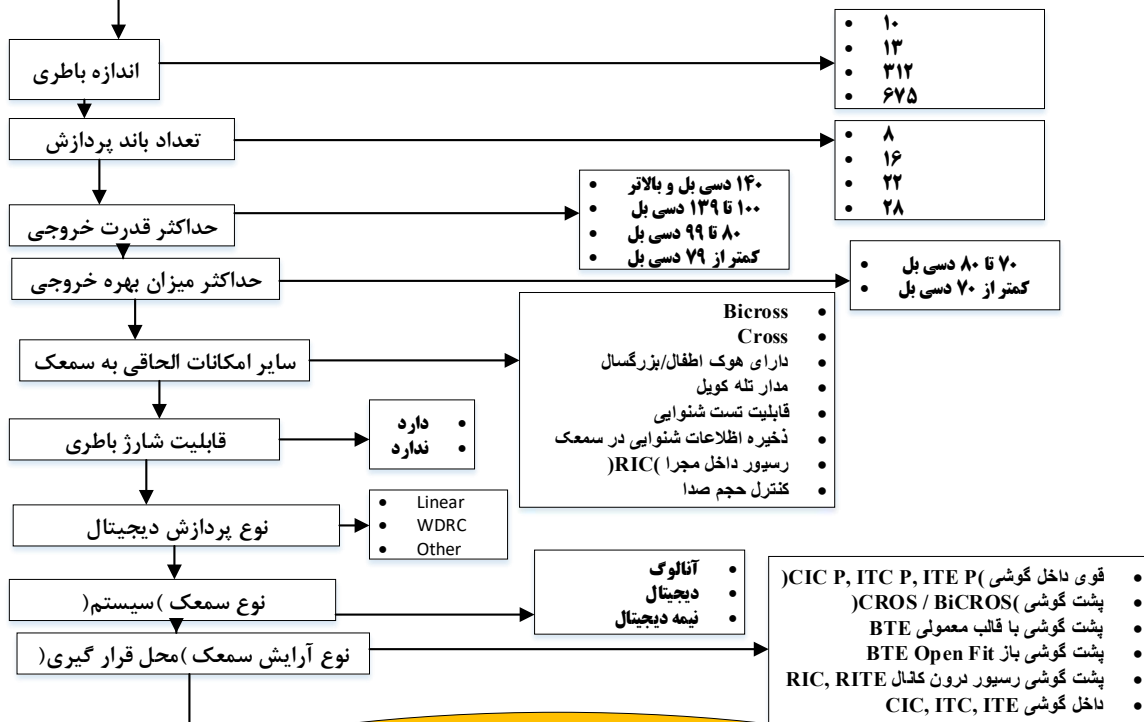 اندازه باطری
۱۰
۱۳
۳۱۲
۶۷۵
تعداد باند پردازش
۸
۱۶
۲۲
۲۸
حداکثر قدرت خروجی
۱۴۰ دسی بل و بالاتر
۱۰۰ تا ۱۳۹ دسی بل
۸۰ تا ۹۹ دسی بل
کمتر از ۷۹ دسی بل
حداکثر میزان بهره خروجی
۷۰ تا ۸۰ دسی بل
کمتر از ۷۰ دسی بل
سایر امکانات الحاقی به سمعک
Bicross
Cross
دارای هوک اطفال/بزرگسال
مدار تله کویل
قابلیت تست شنوایی
ذخیره اظلاعات شنوایی در سمعک
رسیور داخل مجرا )RIC(
کنترل حجم صدا
قابلیت شارژ باطری
دارد
ندارد
نوع پردازش دیجیتال
Linear
WDRC
Other
نوع سمعک )سیستم(
آنالوگ
دیجیتال
نیمه دیجیتال
نوع آرایش سمعک )محل قرار گیری(
قوی داخل گوشی )CIC P, ITC P, ITE P(
پشت گوشی )CROS / BiCROS(
پشت گوشی با قالب معمولی BTE
پشت گوشی باز BTE Open Fit
پشت گوشی رسیور درون کانال RIC, RITE
داخل گوشی CIC, ITC, ITE